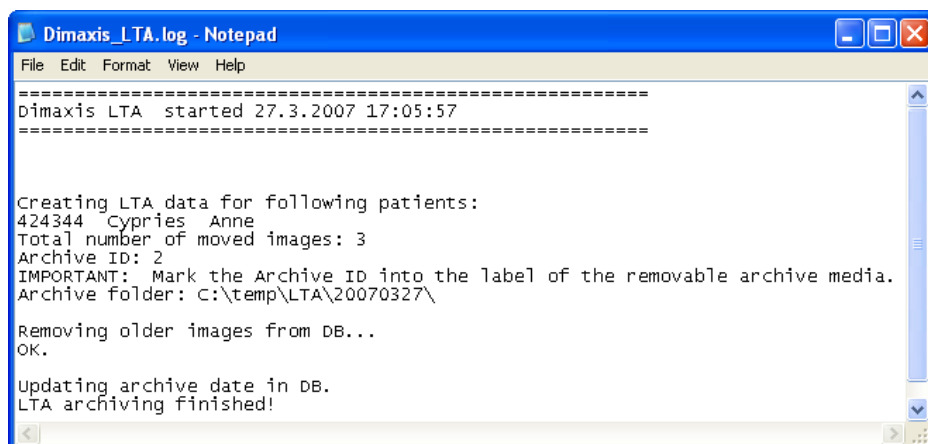 Dimaxis_LTA.log - Notepad
File Edit Format View Help
=========================================================
Dimaxis LTA  started 27.3.2007 17:05:57
=========================================================
Creating LTA data for following patients:
424344  Cypries  Anne
Total number of moved images: 3
Archive ID: 2
IMPORTANT:  Mark the Archive ID into the label of the removable archive media.
Archive folder: C:\temp\LTA\20070327\
Removing older images from DB...
OK.
Updating archive date in DB.
LTA archiving finished!